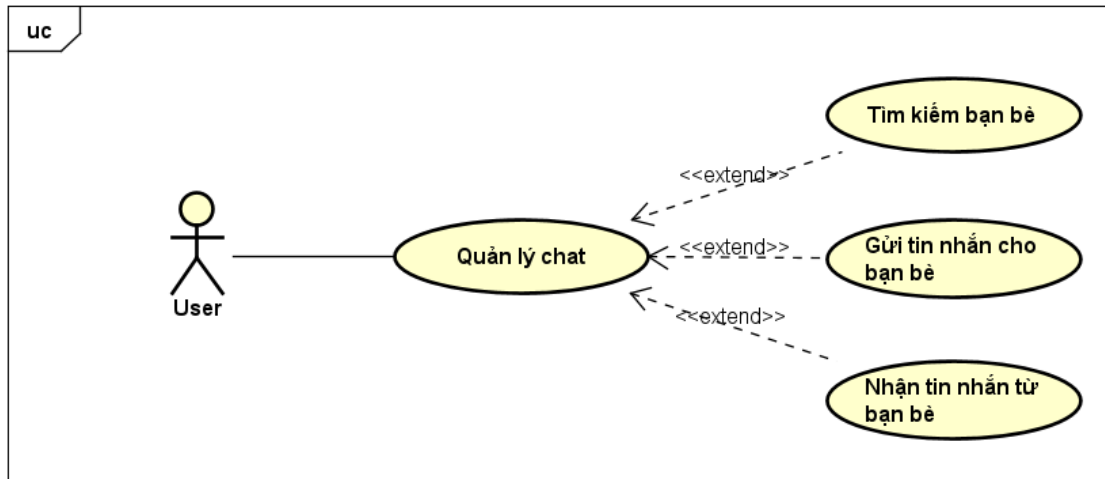 uc
Tìm kiếm bạn bè
<<extend>>
User
Quản lý chat
<<extend>>
Gửi tin nhắn cho
bạn bè
<<extend>>
Nhận tin nhắn từ
bạn bè